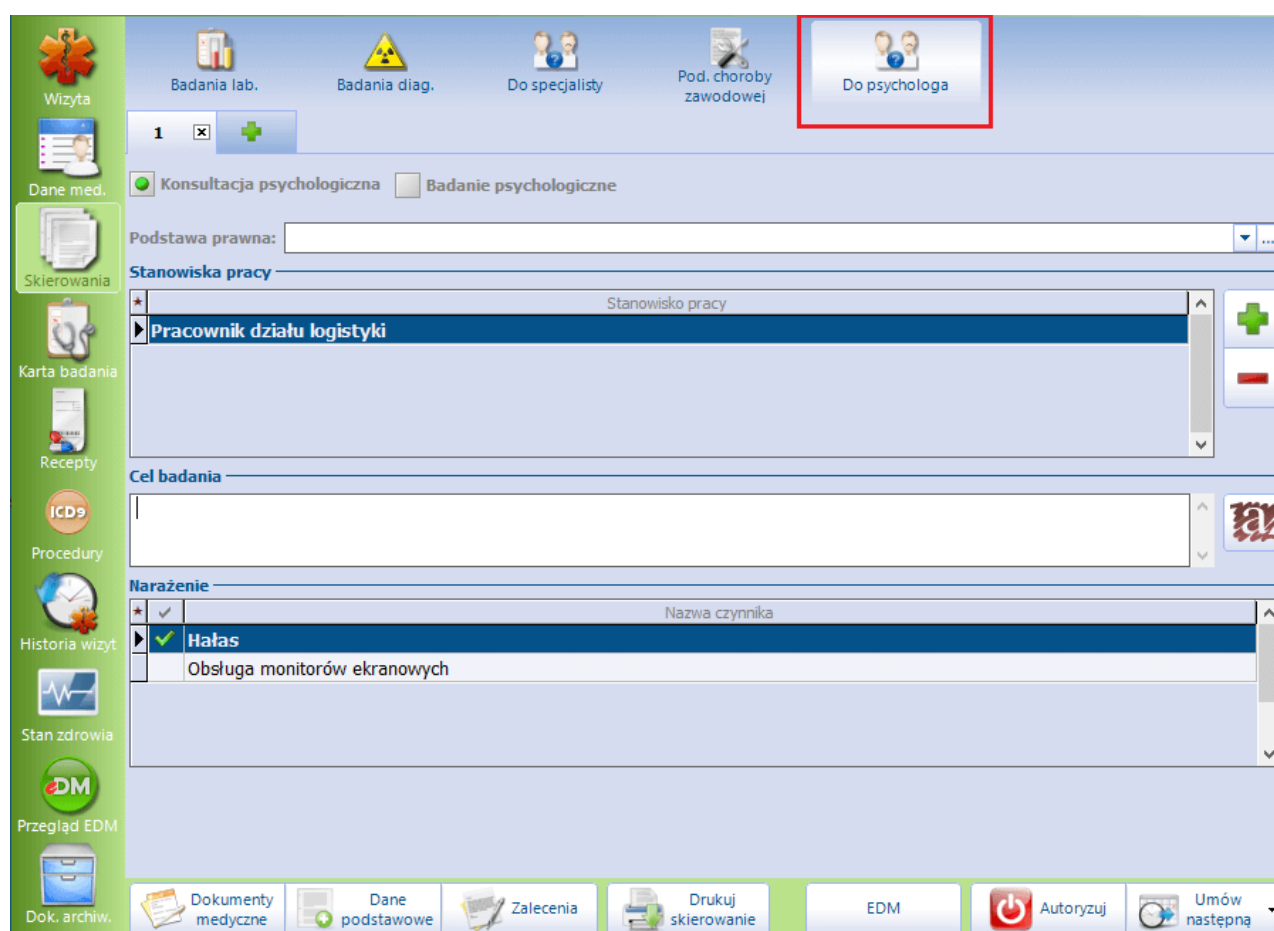 Wizyta
Badania lab.
Badania diag.
Do specjalisty
Pod. choroby
zawodowej
Do psychologa
1
Dane med.
Konsultacja psychologiczna
Badanie psychologiczne
Podstawa prawna:
...
Skierowania
Stanowiska pracy
Stanowisko pracy
Pracownik działu logistyki
Karta badania
Recepty
Cel badania
ICD9
Procedury
Narażenie
Nazwa czynnika
Hałas
Obsługa monitorów ekranowych
Historia wizyt
Stan zdrowia
eDM
Przegląd EDM
Dok. archiw.
Dokumenty
medyczne
Dane
podstawowe
Zalecenia
Drukuj
skierowanie
EDM
Autoryzuj
Umów
następną